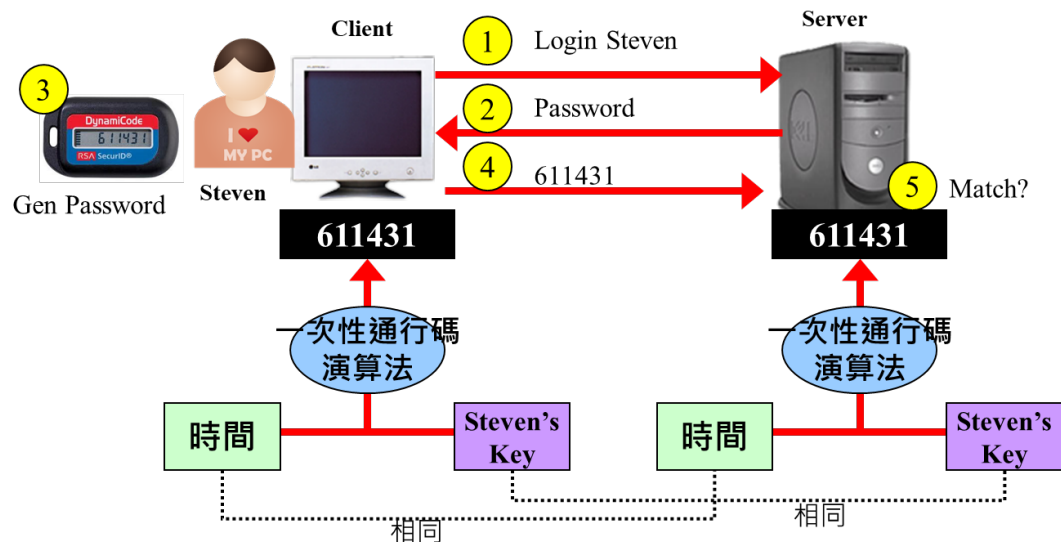 Client
Server
1
Login Steven
2
Password
3
DynamiCode
611431
RSA SecurID®
Gen Password
I ❤
MY PC
Steven
4
611431
5
Match?
611431
611431
一次性通行碼
演算法
一次性通行碼
演算法
時間
Steven's
Key
時間
Steven's
Key
相同
相同